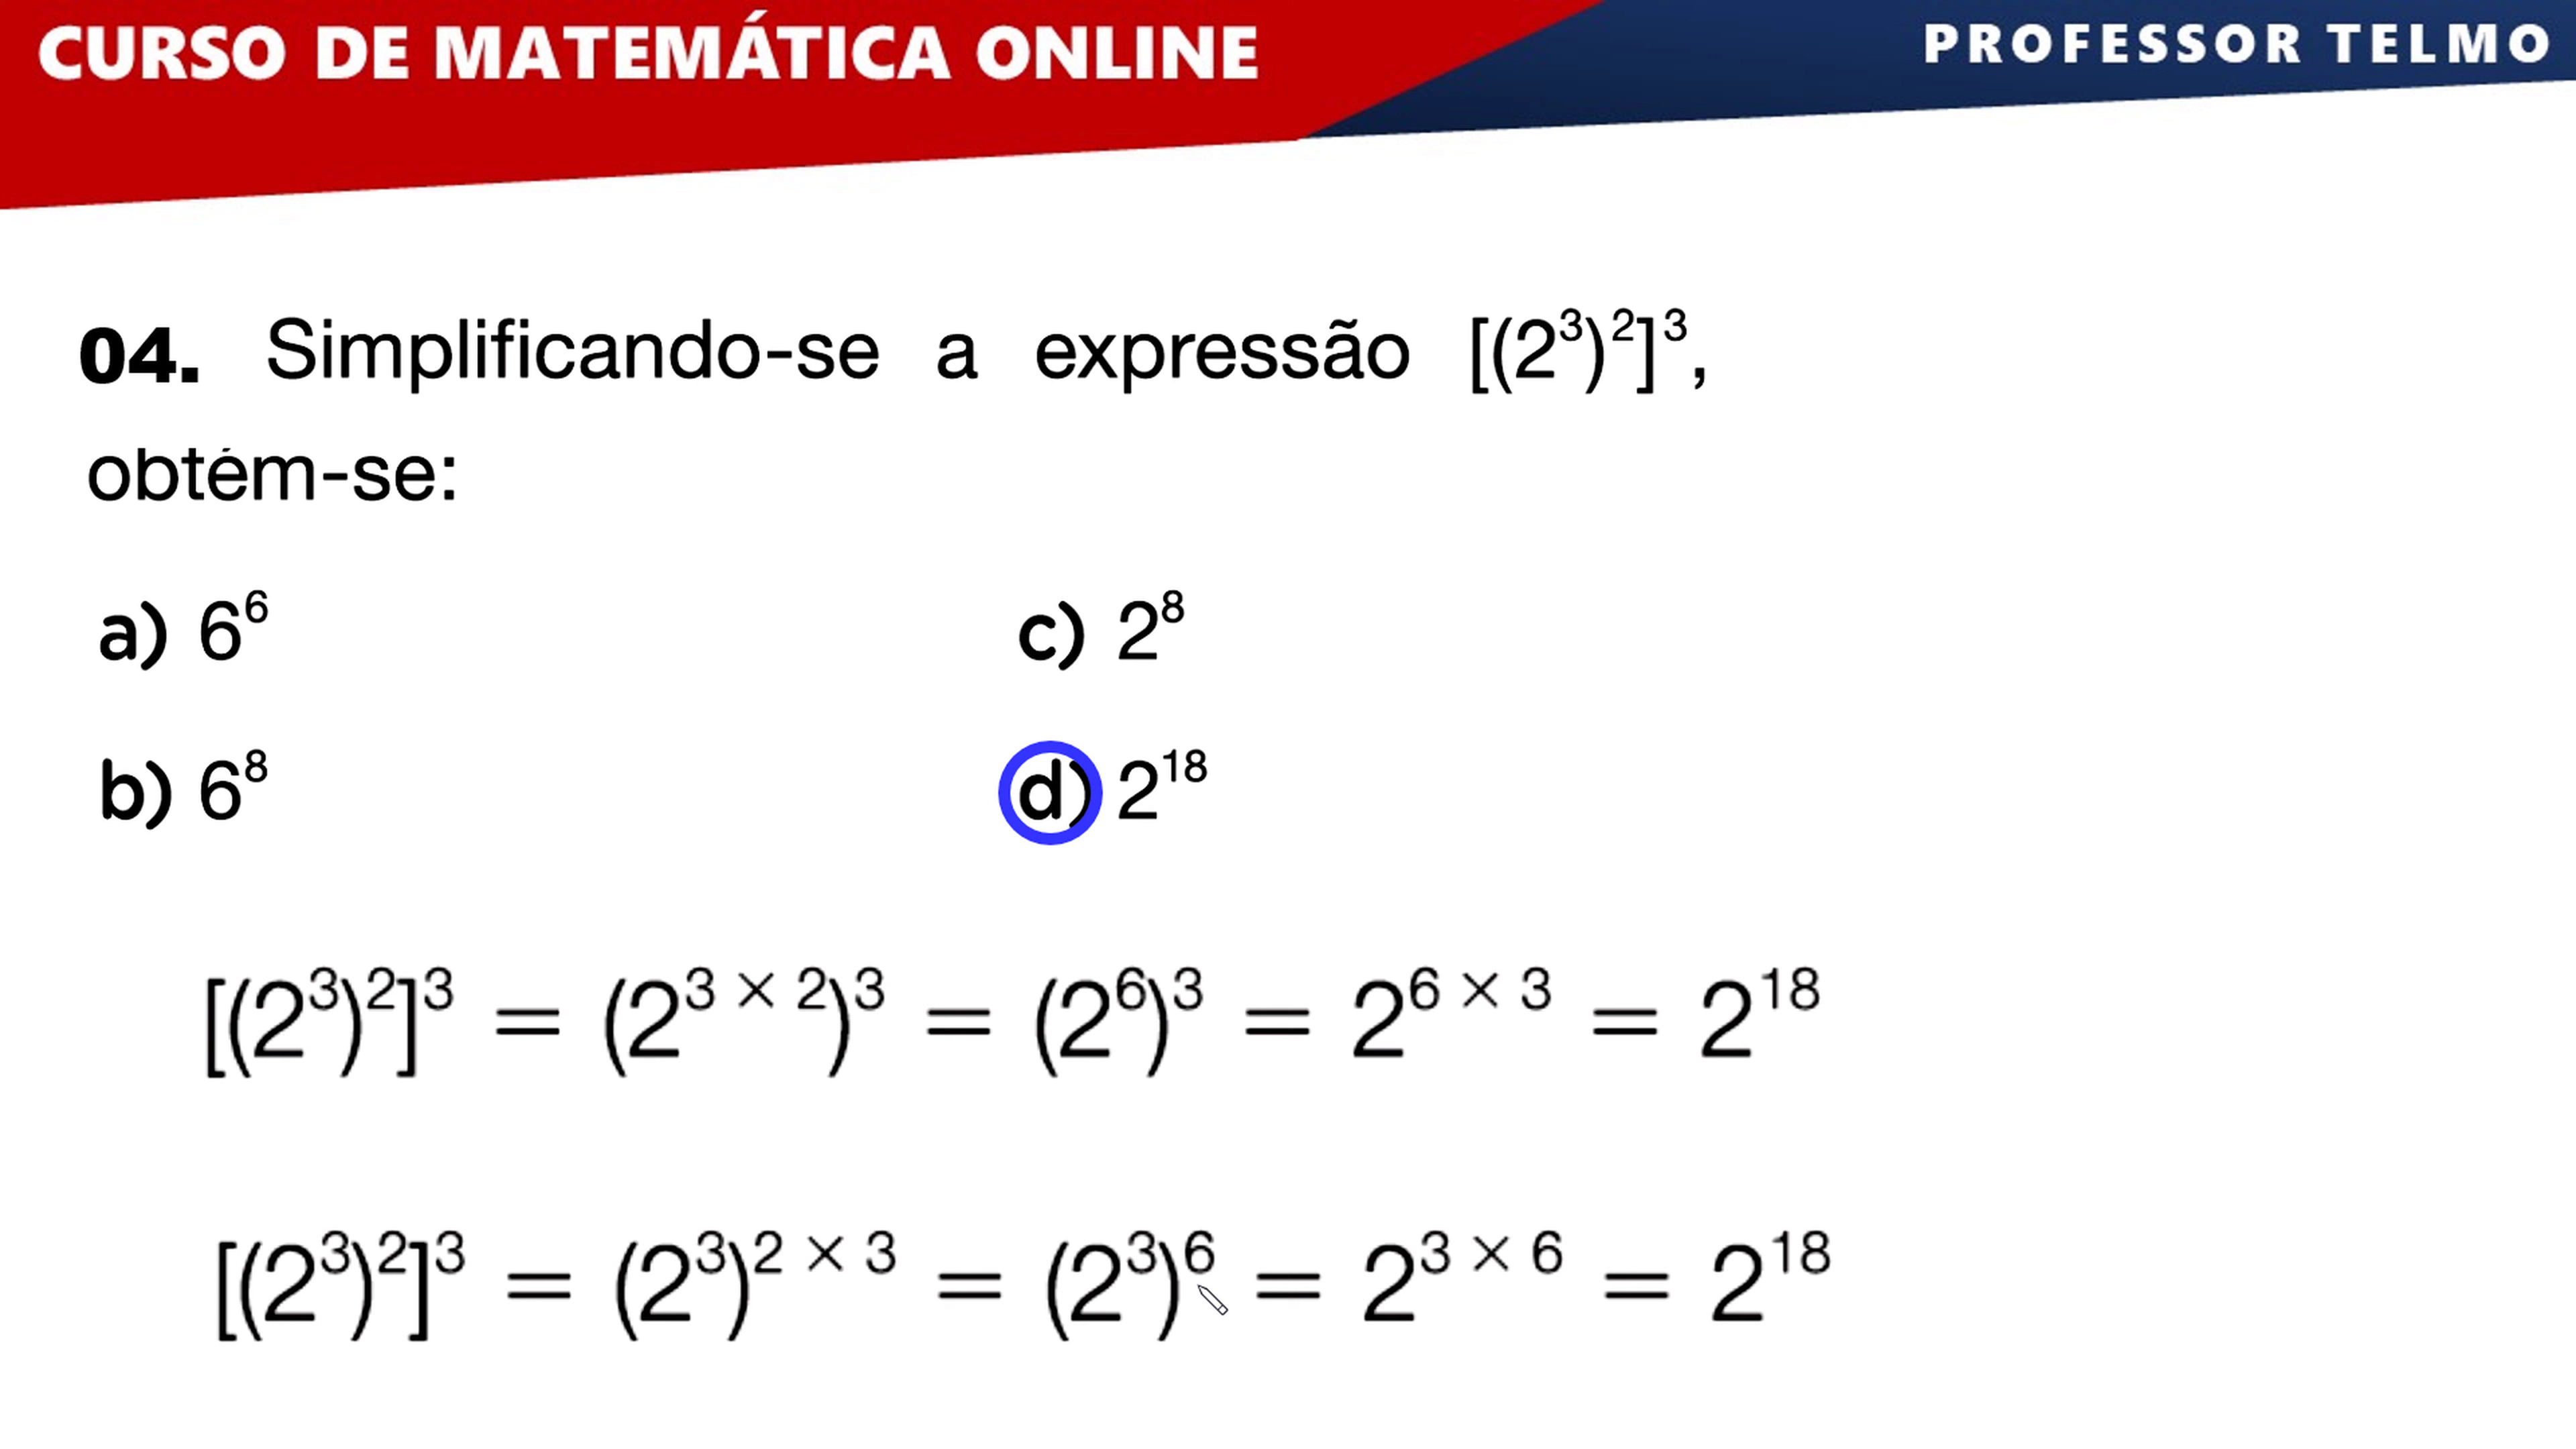 CURSO DE MATEMÁTICA ONLINE
PROFESSOR TELMO
04. Simplificando-se a expressão [(2³)²]³,
obtém-se:
a) 6⁶
c) 2⁸
b) 6⁸
d) 2¹⁸
[(2³)²]³ = (2³ ˣ ²)³ = (2⁶)³ = 2⁶ ˣ ³ = 2¹⁸
[(2³)²]³ = (2³)² ˣ ³ = (2³)⁶ = 2³ ˣ ⁶ = 2¹⁸